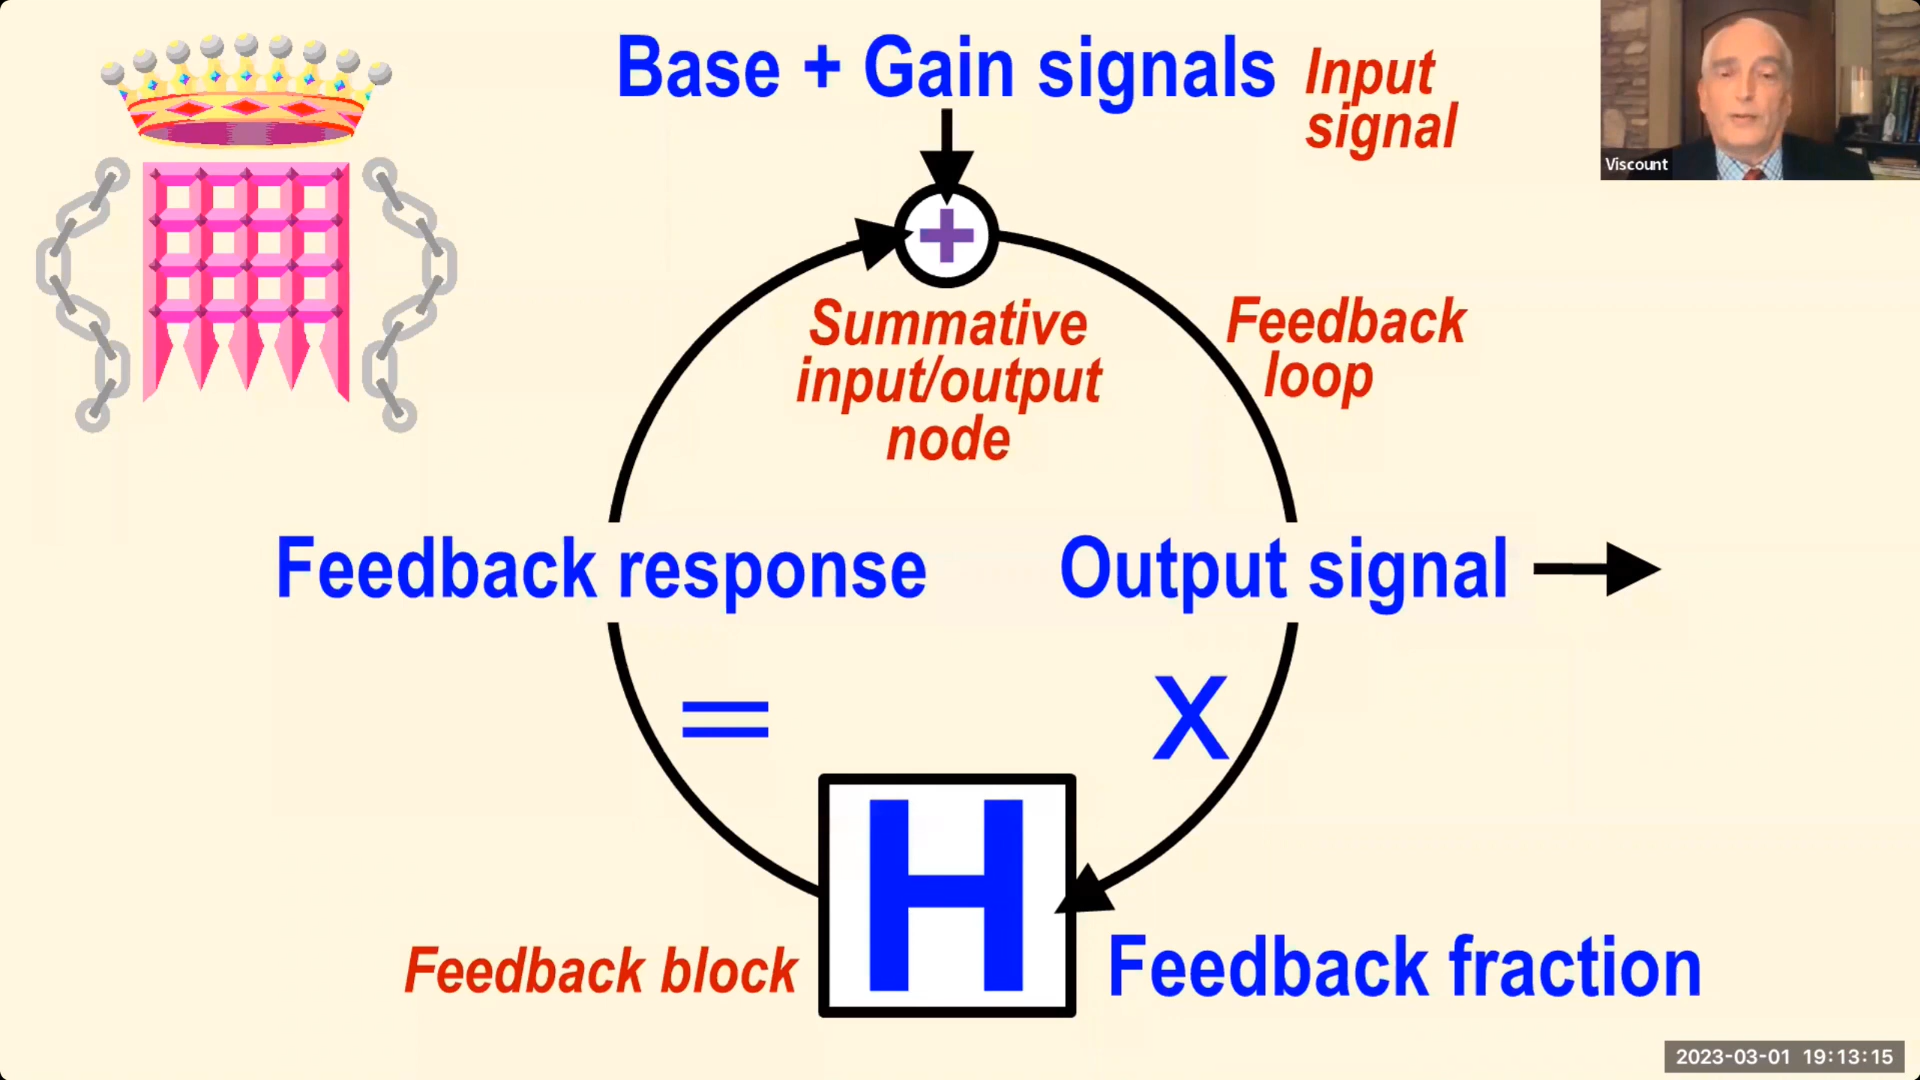 Base + Gain signals
Input
signal
Viscount
+
Summative
input/output
node
Feedback
loop
Feedback response
Output signal
=
X
H
Feedback block
Feedback fraction
2023-03-01 19:13:15